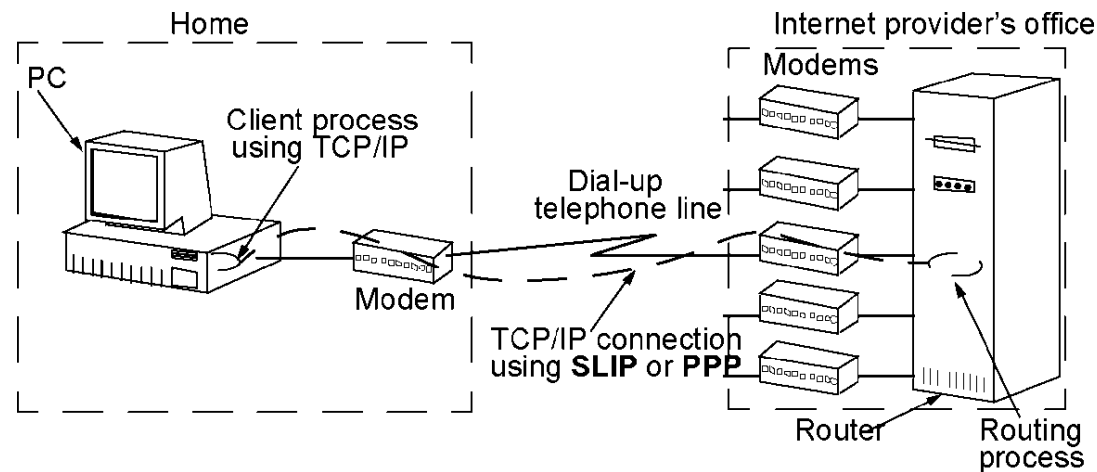 Home
Internet provider's office
PC
Modems
Client process
using TCP/IP
Dial-up
telephone line
Modem
TCP/IP connection
using SLIP or PPP
Router
Routing
process